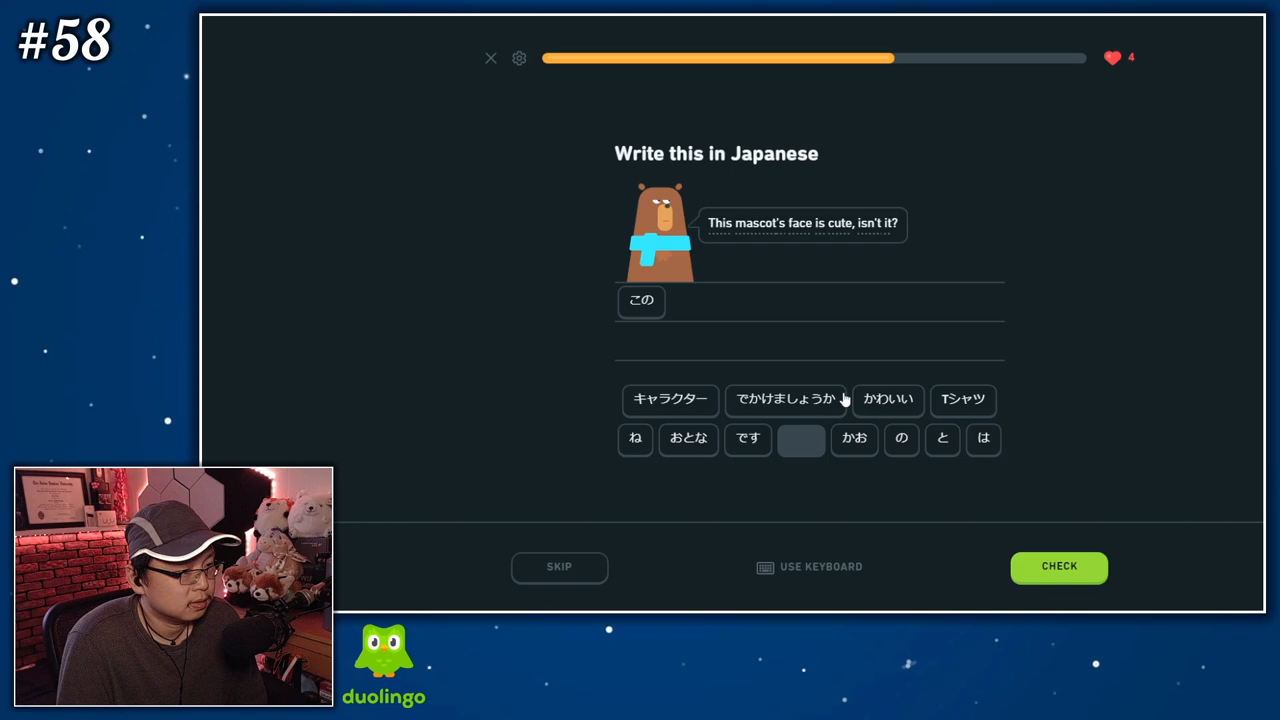 #58
4
Write this in Japanese
This mascot's face is cute, isn't it?
この
キャラクター でかけましょうか かわいい Tシャツ
ね おとな です かお の と は
SKIP
USE KEYBOARD
CHECK
duolingo